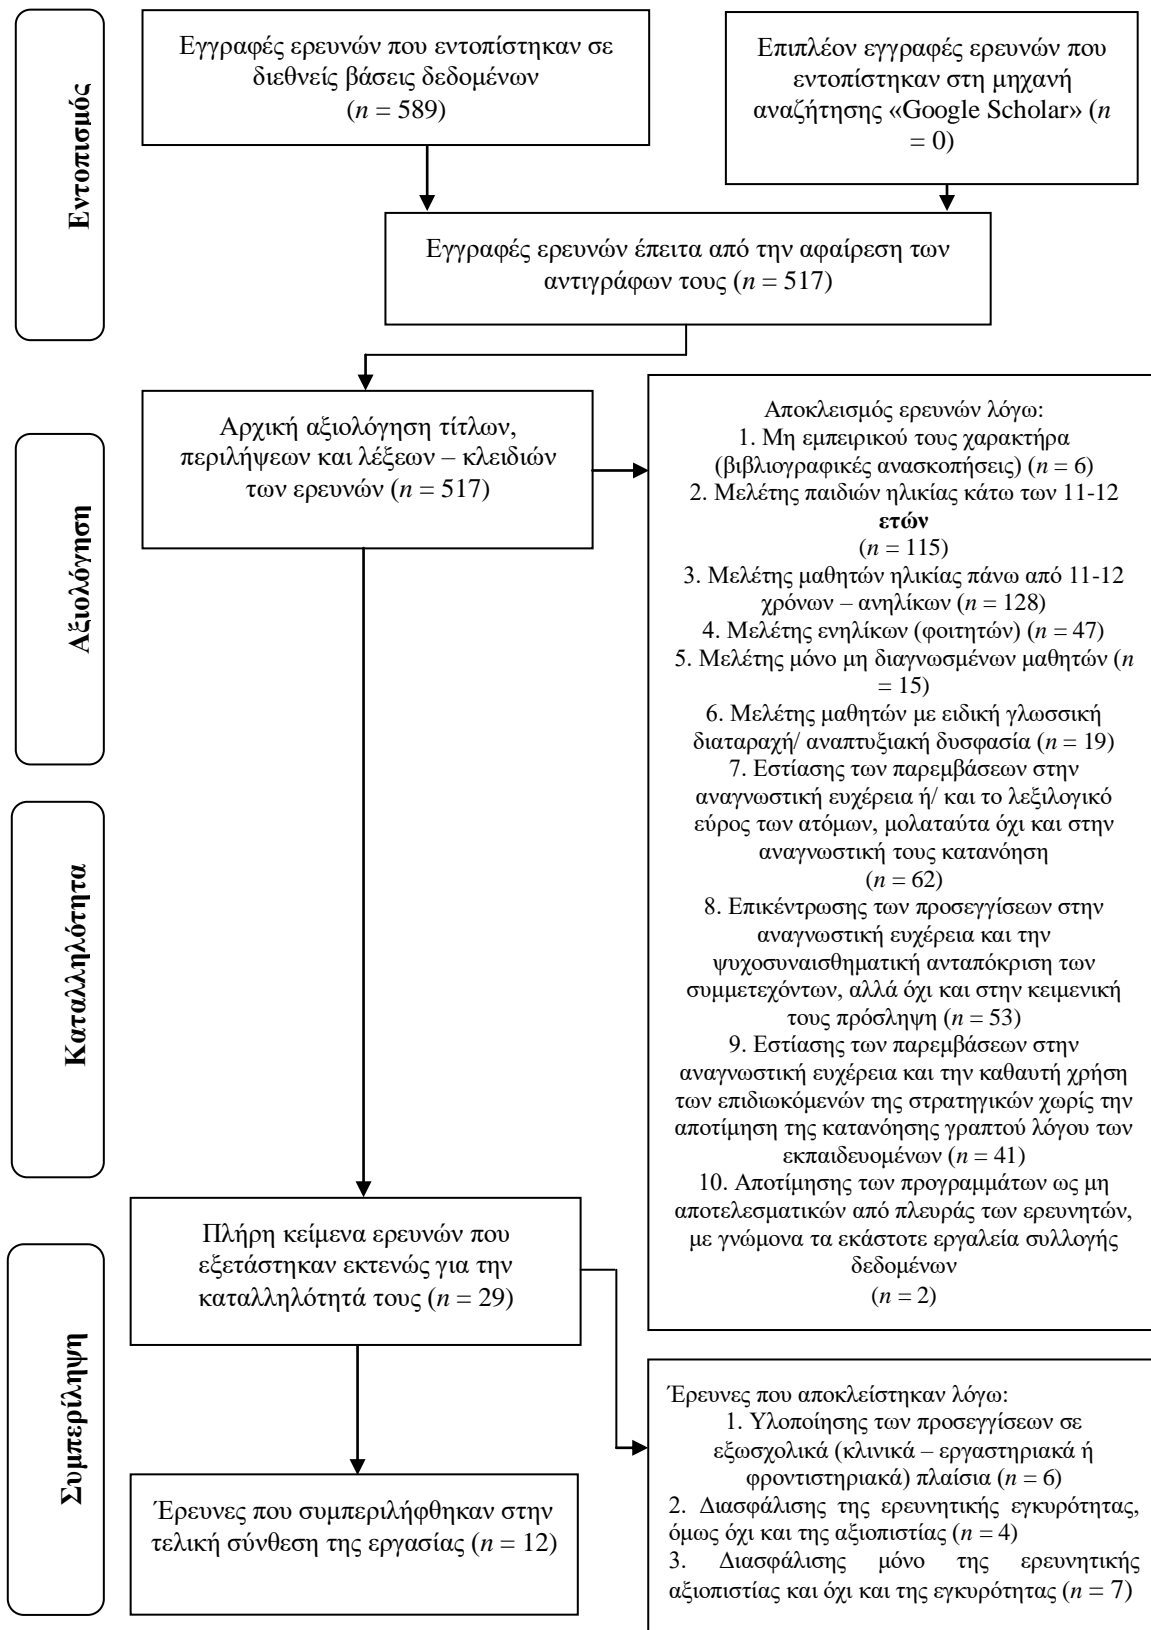 Εντοπισμός
Εγγραφές ερευνών που εντοπίστηκαν σε
διεθνείς βάσεις δεδομένων
(n = 589)
Επιπλέον εγγραφές ερευνών που
εντοπίστηκαν στη μηχανή
αναζήτησης «Google Scholar» (n
= 0)
Εγγραφές ερευνών έπειτα από την αφαίρεση των
αντιγράφων τους (n = 517)
Αξιολόγηση
Αρχική αξιολόγηση τίτλων,
περιλήψεων και λέξεων – κλειδιών
των ερευνών (n = 517)
Αποκλεισμός ερευνών λόγω:
1. Μη εμπειρικού τους χαρακτήρα
(βιβλιογραφικές ανασκοπήσεις) (n = 6)
2. Μελέτης παιδιών ηλικίας κάτω των 11-12
ετών
(n = 115)
3. Μελέτης μαθητών ηλικίας πάνω από 11-12
χρόνων – ανηλίκων (n = 128)
4. Μελέτης ενηλίκων (φοιτητών) (n = 47)
5. Μελέτης μόνο μη διαγνωσμένων μαθητών (n
= 15)
6. Μελέτης μαθητών με ειδική γλωσσική
διαταραχή/ αναπτυξιακή δυσφασία (n = 19)
7. Εστίασης των παρεμβάσεων στην
αναγνωστική ευχέρεια ή/ και το λεξιλογικό
εύρος των ατόμων, μολαταύτα όχι και στην
αναγνωστική τους κατανόηση
(n = 62)
8. Επικέντρωσης των προσεγγίσεων στην
αναγνωστική ευχέρεια και την
ψυχοσυναισθηματική ανταπόκριση των
συμμετεχόντων, αλλά όχι και στην κειμενική
τους πρόσληψη (n = 53)
9. Εστίασης των παρεμβάσεων στην
αναγνωστική ευχέρεια και την καθαυτή χρήση
των επιδιωκόμενών της στρατηγικών χωρίς την
αποτίμηση της κατανόησης γραπτού λόγου των
εκπαιδευομένων (n = 41)
10. Αποτίμησης των προγραμμάτων ως μη
αποτελεσματικών από πλευράς των ερευνητών,
με γνώμονα τα εκάστοτε εργαλεία συλλογής
δεδομένων
(n = 2)
Καταλληλότητα
Πλήρη κείμενα ερευνών που
εξετάστηκαν εκτενώς για την
καταλληλότητά τους (n = 29)
Συμπερίληψη
Έρευνες που αποκλείστηκαν λόγω:
1. Υλοποίησης των προσεγγίσεων σε
εξωσχολικά (κλινικά – εργαστηριακά ή
φροντιστηριακά) πλαίσια (n = 6)
2. Διασφάλισης της ερευνητικής εγκυρότητας,
όμως όχι και της αξιοπιστίας (n = 4)
3. Διασφάλισης μόνο της ερευνητικής
αξιοπιστίας και όχι και της εγκυρότητας (n = 7)
Έρευνες που συμπεριλήφθηκαν στην
τελική σύνθεση της εργασίας (n = 12)